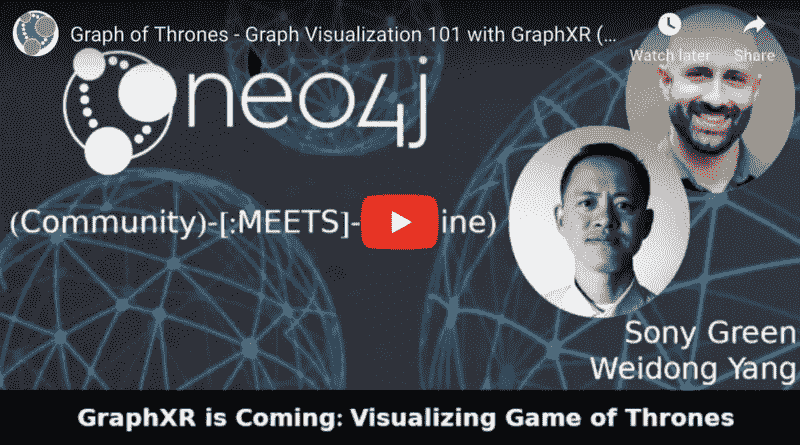 Graph of Thrones - Graph Visualization 101 with GraphXR (...
Watch later
Share
neo4j
(Community)-[:MEETS]- ine)
Sony Green
Weidong Yang
GraphXR is Coming: Visualizing Game of Thrones